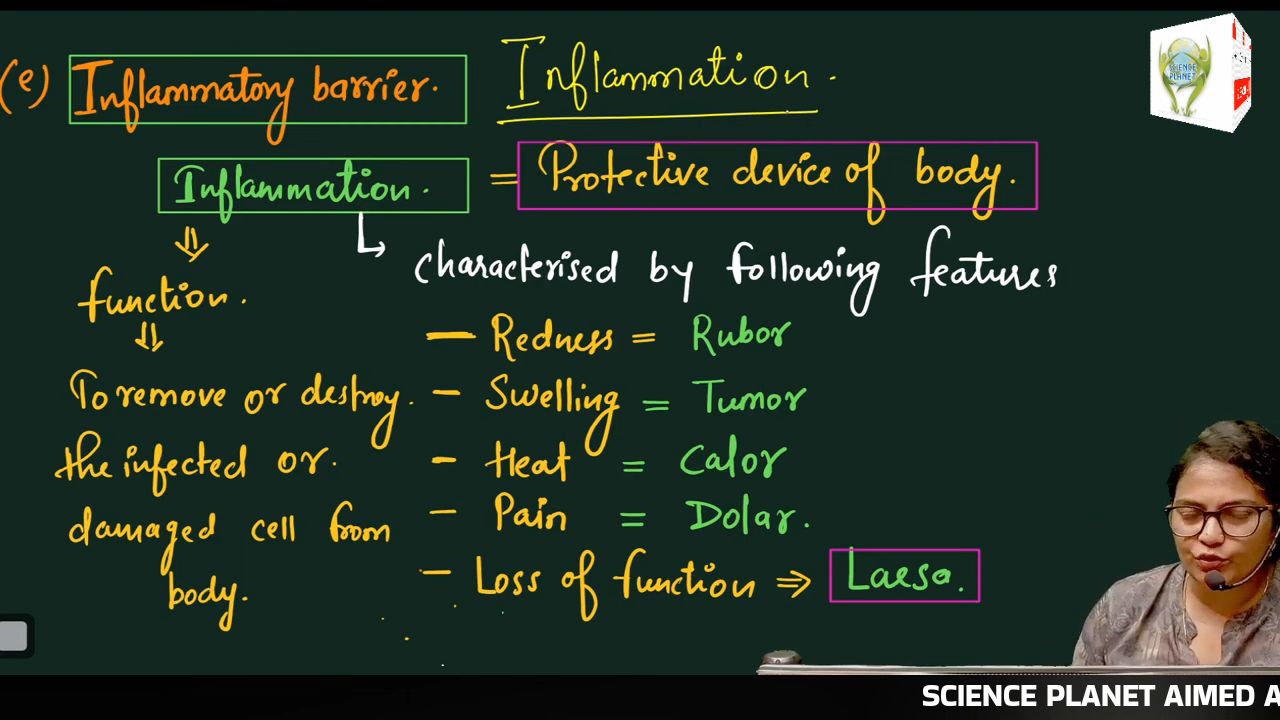 (e) Inflammatory barrier. Inflammation.
Inflammation. = Protective device of body.
characterised by following features
function.
— Redness = Rubor
To remove or destroy. — Swelling = Tumor
the infected or. — Heat = Calor
damaged cell from — Pain = Dolar.
body. — Loss of function ⇒ Laesa.
SCIENCE PLANET
SCIENCE PLANET AIMED A